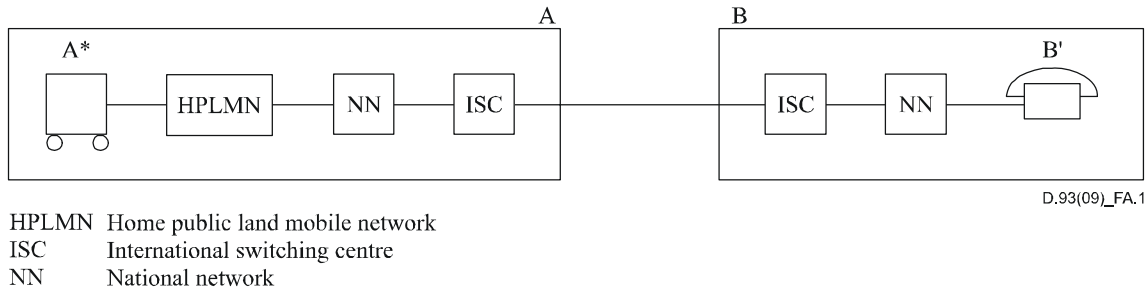 A
B
A*
B'
HPLMN
NN
ISC
ISC
NN
D.93(09)_FA.1
HPLMN Home public land mobile network
ISC International switching centre
NN National network